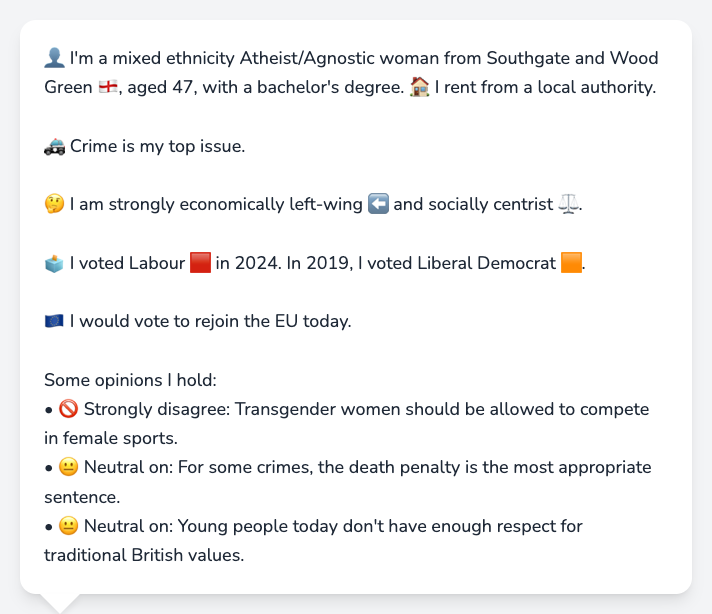 👤 I'm a mixed ethnicity Atheist/Agnostic woman from Southgate and Wood
Green 🏴󠁧󠁢󠁥󠁮󠁧󠁿, aged 47, with a bachelor's degree. 🏠 I rent from a local authority.
🚓 Crime is my top issue.
🤔 I am strongly economically left-wing ⬅️ and socially centrist ⚖️.
🗳️ I voted Labour 🟥 in 2024. In 2019, I voted Liberal Democrat 🟧.
🇪🇺 I would vote to rejoin the EU today.
Some opinions I hold:
• 🚫 Strongly disagree: Transgender women should be allowed to compete
in female sports.
• 😐 Neutral on: For some crimes, the death penalty is the most appropriate
sentence.
• 😐 Neutral on: Young people today don't have enough respect for
traditional British values.